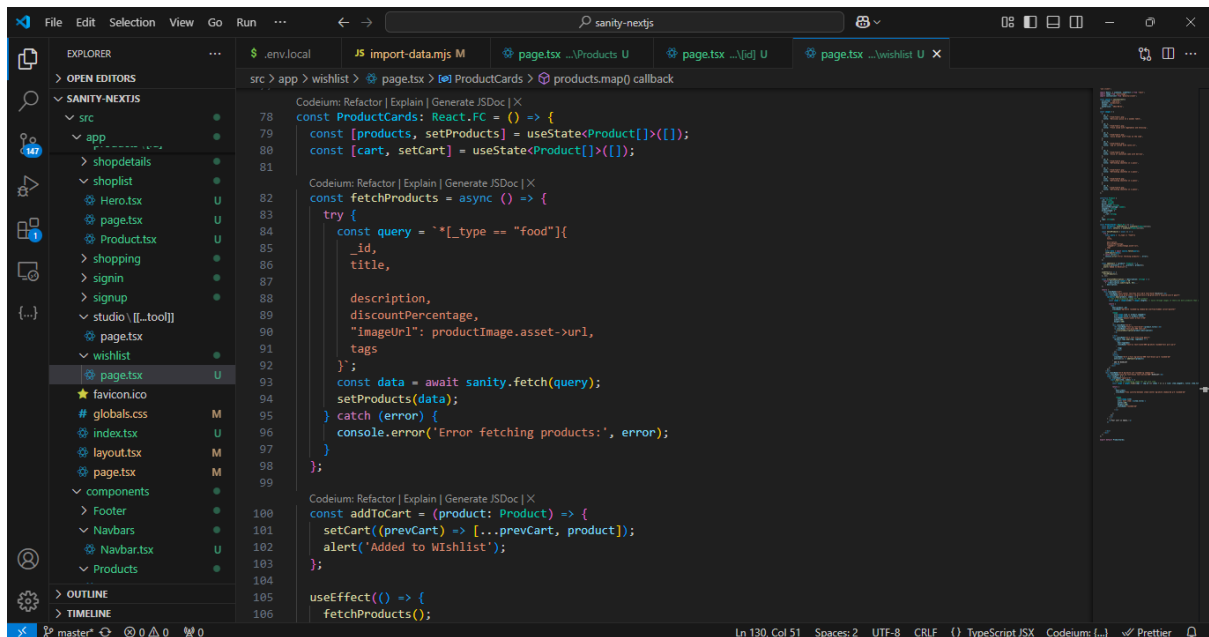 File Edit Selection View Go Run ··· sanity-nextjs
EXPLORER ···
> OPEN EDITORS
SANITY-NEXTJS
src
app
> shopdetails
shoplist
Hero.tsx U
page.tsx U
Product.tsx U
> shopping
> signin
> signup
studio \ [[...tool]]
page.tsx
wishlist
page.tsx U
favicon.ico
# globals.css M
index.tsx U
layout.tsx M
page.tsx M
components
> Footer
Navbars
Navbar.tsx U
Products
> OUTLINE
> TIMELINE
147
1
$ .env.local JS import-data.mjs M page.tsx ...\Products U page.tsx ...\[id] U page.tsx ...\wishlist U
src > app > wishlist > page.tsx > ProductCards > products.map() callback
Codeium: Refactor | Explain | Generate JSDoc | X
78 const ProductCards: React.FC = () => {
79 const [products, setProducts] = useState<Product[]>([]);
80 const [cart, setCart] = useState<Product[]>([]);
81
Codeium: Refactor | Explain | Generate JSDoc | X
82 const fetchProducts = async () => {
83 try {
84 const query = `*[_type == "food"]{
85 _id,
86 title,
87
88 description,
89 discountPercentage,
90 "imageUrl": productImage.asset->url,
91 tags
92 }`;
93 const data = await sanity.fetch(query);
94 setProducts(data);
95 } catch (error) {
96 console.error('Error fetching products:', error);
97 }
98 };
99
Codeium: Refactor | Explain | Generate JSDoc | X
100 const addToCart = (product: Product) => {
101 setCart((prevCart) => [...prevCart, product]);
102 alert('Added to WIshlist');
103 };
104
105 useEffect(() => {
106 fetchProducts();
master* 0 0 0 Ln 130, Col 51 Spaces: 2 UTF-8 CRLF {} TypeScript JSX Codeium: {...} Prettier